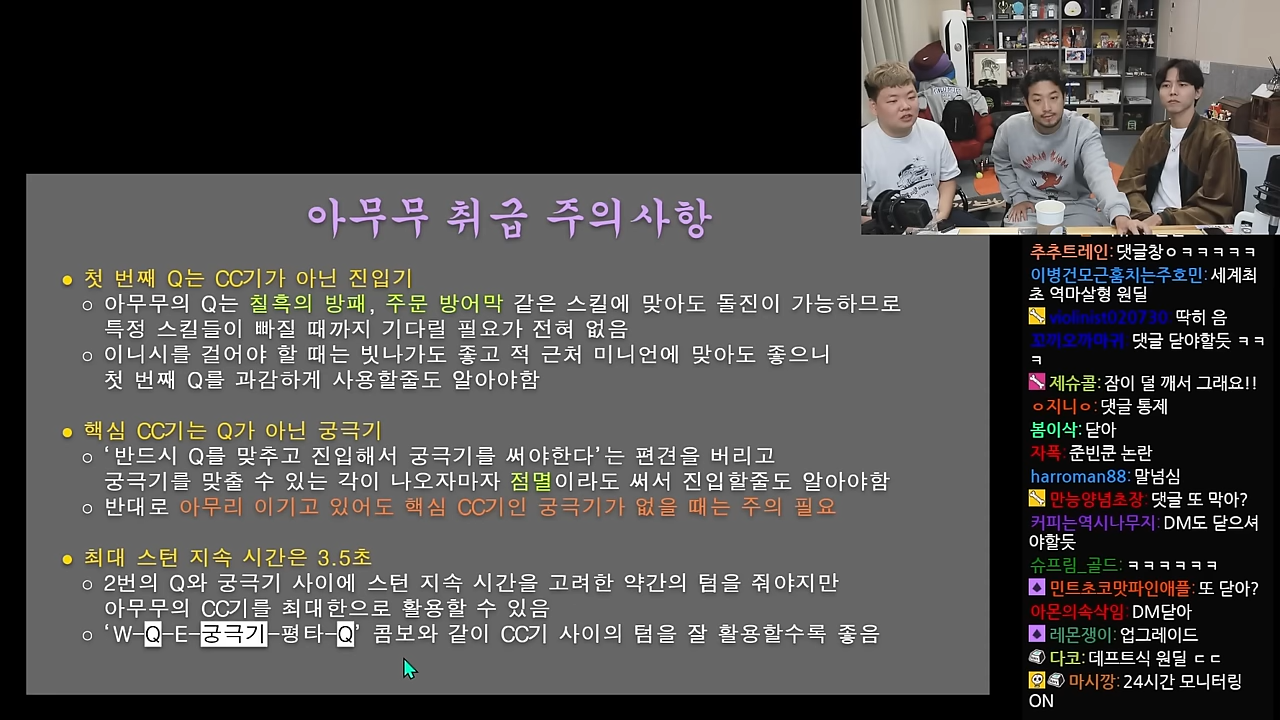 아무무 취급 주의사항
● 첫 번째 Q는 CC기가 아닌 진입기
○ 아무무의 Q는 칠흑의 방패, 주문 방어막 같은 스킬에 맞아도 돌진이 가능하므로
특정 스킬들이 빠질 때까지 기다릴 필요가 전혀 없음
○ 이니시를 걸어야 할 때는 빗나가도 좋고 적 근처 미니언에 맞아도 좋으니
첫 번째 Q를 과감하게 사용할줄도 알아야함
● 핵심 CC기는 Q가 아닌 궁극기
○ ‘반드시 Q를 맞추고 진입해서 궁극기를 써야한다’는 편견을 버리고
궁극기를 맞출 수 있는 각이 나오자마자 점멸이라도 써서 진입할줄도 알아야함
○ 반대로 아무리 이기고 있어도 핵심 CC기인 궁극기가 없을 때는 주의 필요
● 최대 스턴 지속 시간은 3.5초
○ 2번의 Q와 궁극기 사이에 스턴 지속 시간을 고려한 약간의 텀을 줘야지만
아무무의 CC기를 최대한으로 활용할 수 있음
○ ‘W-Q-E-궁극기-평타-Q’ 콤보와 같이 CC기 사이의 텀을 잘 활용할수록 좋음
추추트레인: 댓글창ㅇㅋㅋㅋㅋㅋ
이병건모근훔치는주호민: 세계최
초 역마살형 원딜
violinist020730: 딱히 음
꼬끼오까마귀: 댓글 닫아야할듯 ㅋㅋ
ㅋ
제슈콜: 잠이 덜 깨서 그래요!!
ㅇ지니ㅇ: 댓글 통제
봄이삭: 닫아
자폭: 준빈쿤 논란
harroman88: 말넘심
만능양념초장: 댓글 또 막아?
커피는역시나무지: DM도 닫으셔
야할듯
슈프림_골드: ㅋㅋㅋㅋㅋㅋ
민트초코맛파인애플: 또 닫아?
아몬의속삭임: DM닫아
레몬쟁이: 업그레이드
다코: 데프트식 원딜 ㄷㄷ
마시깡: 24시간 모니터링
ON